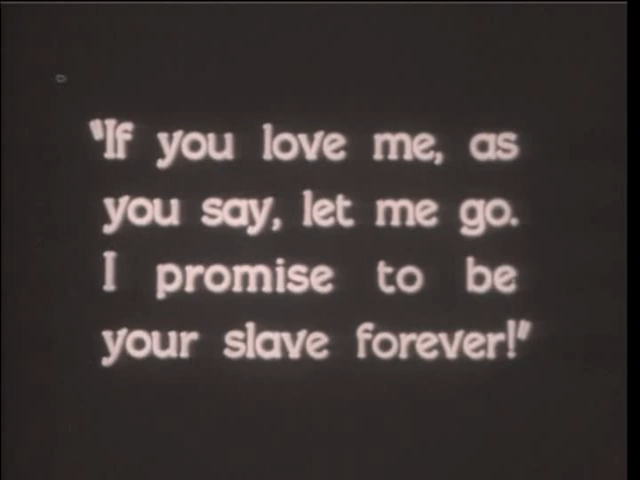 "If you love me, as
you say, let me go.
I promise to be
your slave forever!"